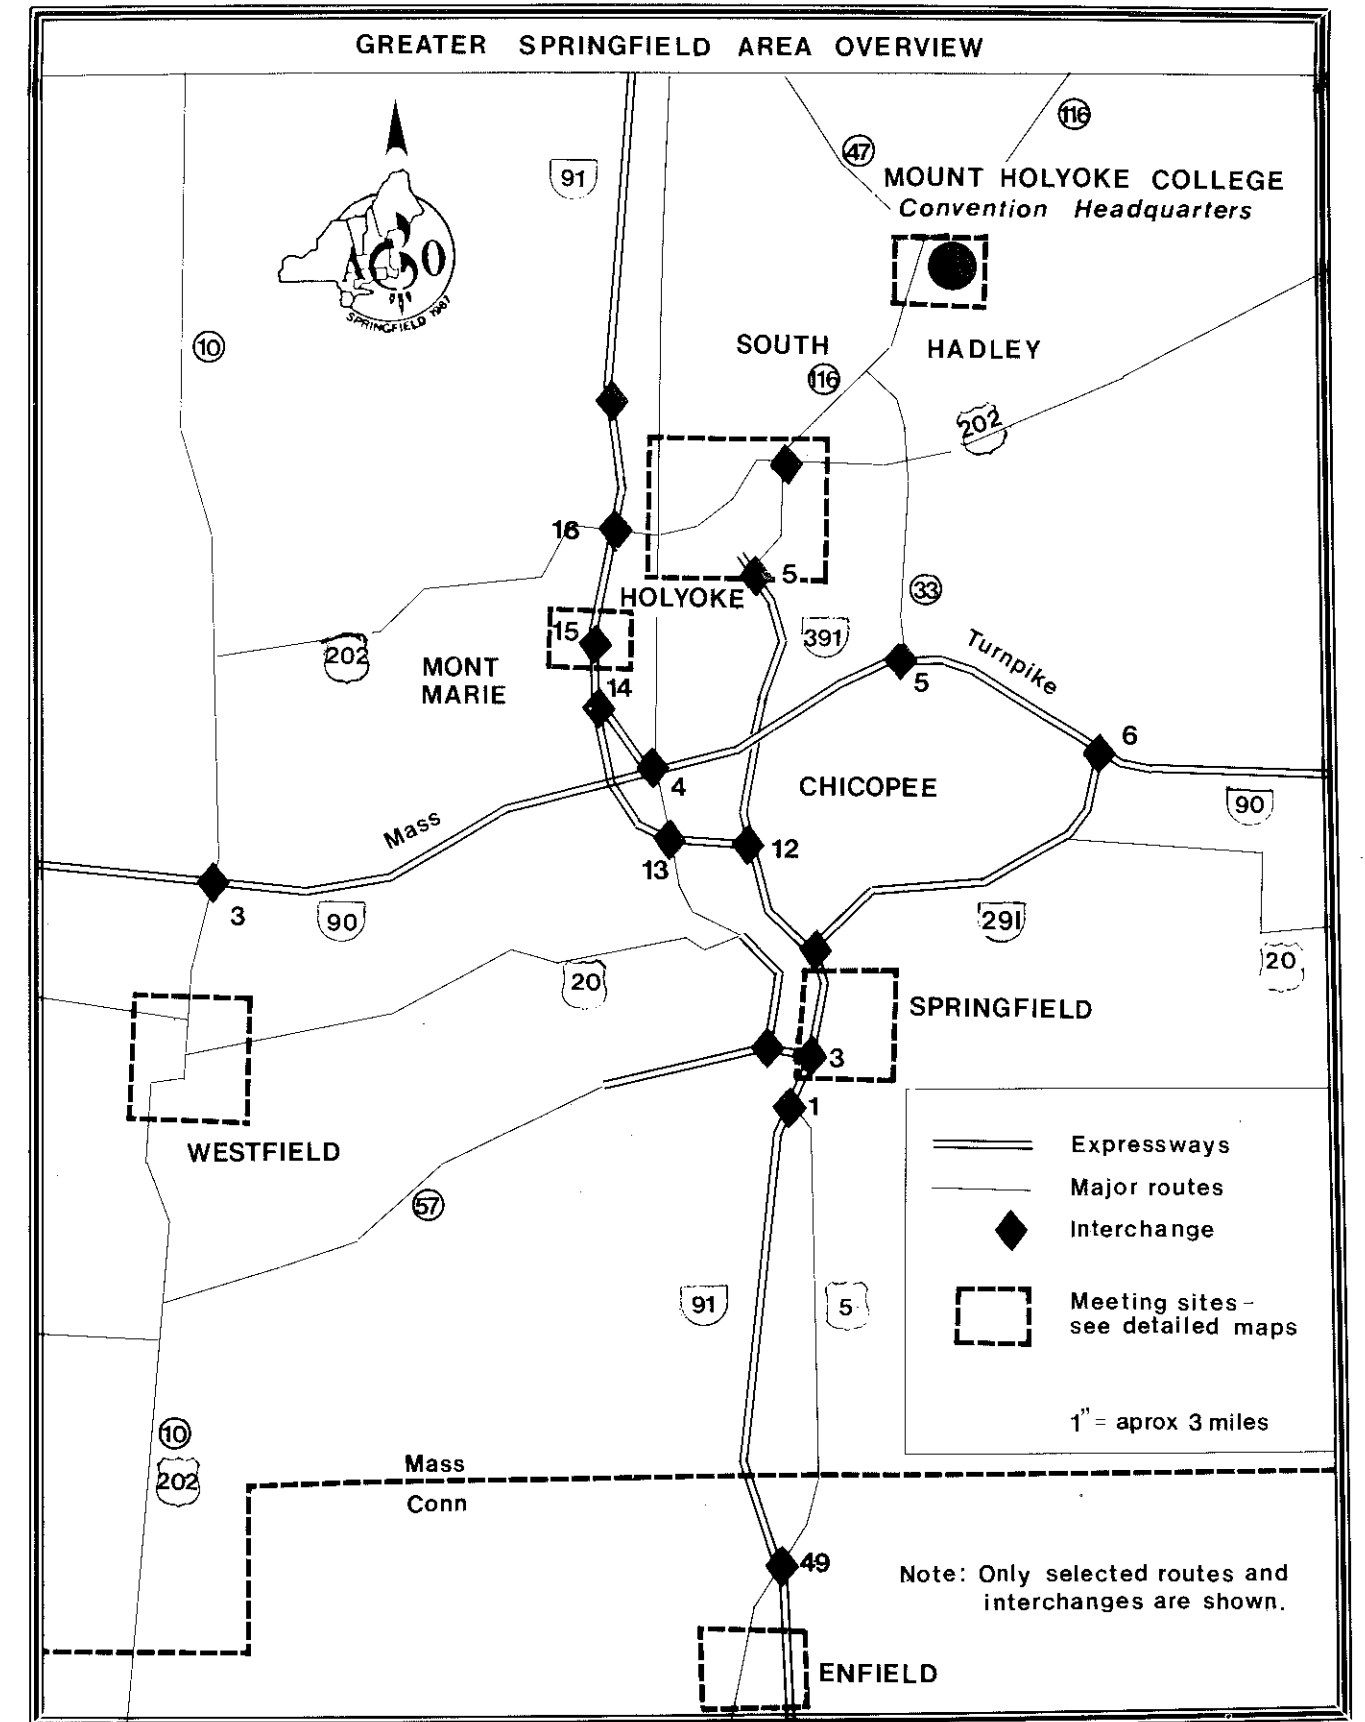 GREATER SPRINGFIELD AREA OVERVIEW
116
47
91
MOUNT HOLYOKE COLLEGE
Convention Headquarters
AGO
SPRINGFIELD 1987
10
SOUTH HADLEY
116
202
16
5
HOLYOKE
33
15
391
Turnpike
202
MONT
MARIE
14
5
6
4
CHICOPEE
90
Mass
13
12
3
90
291
20
20
SPRINGFIELD
3
1
WESTFIELD
Expressways
Major routes
57
Interchange
91
5
Meeting sites –
see detailed maps
1" = aprox 3 miles
10
Mass
202
Conn
49
Note: Only selected routes and
interchanges are shown.
ENFIELD